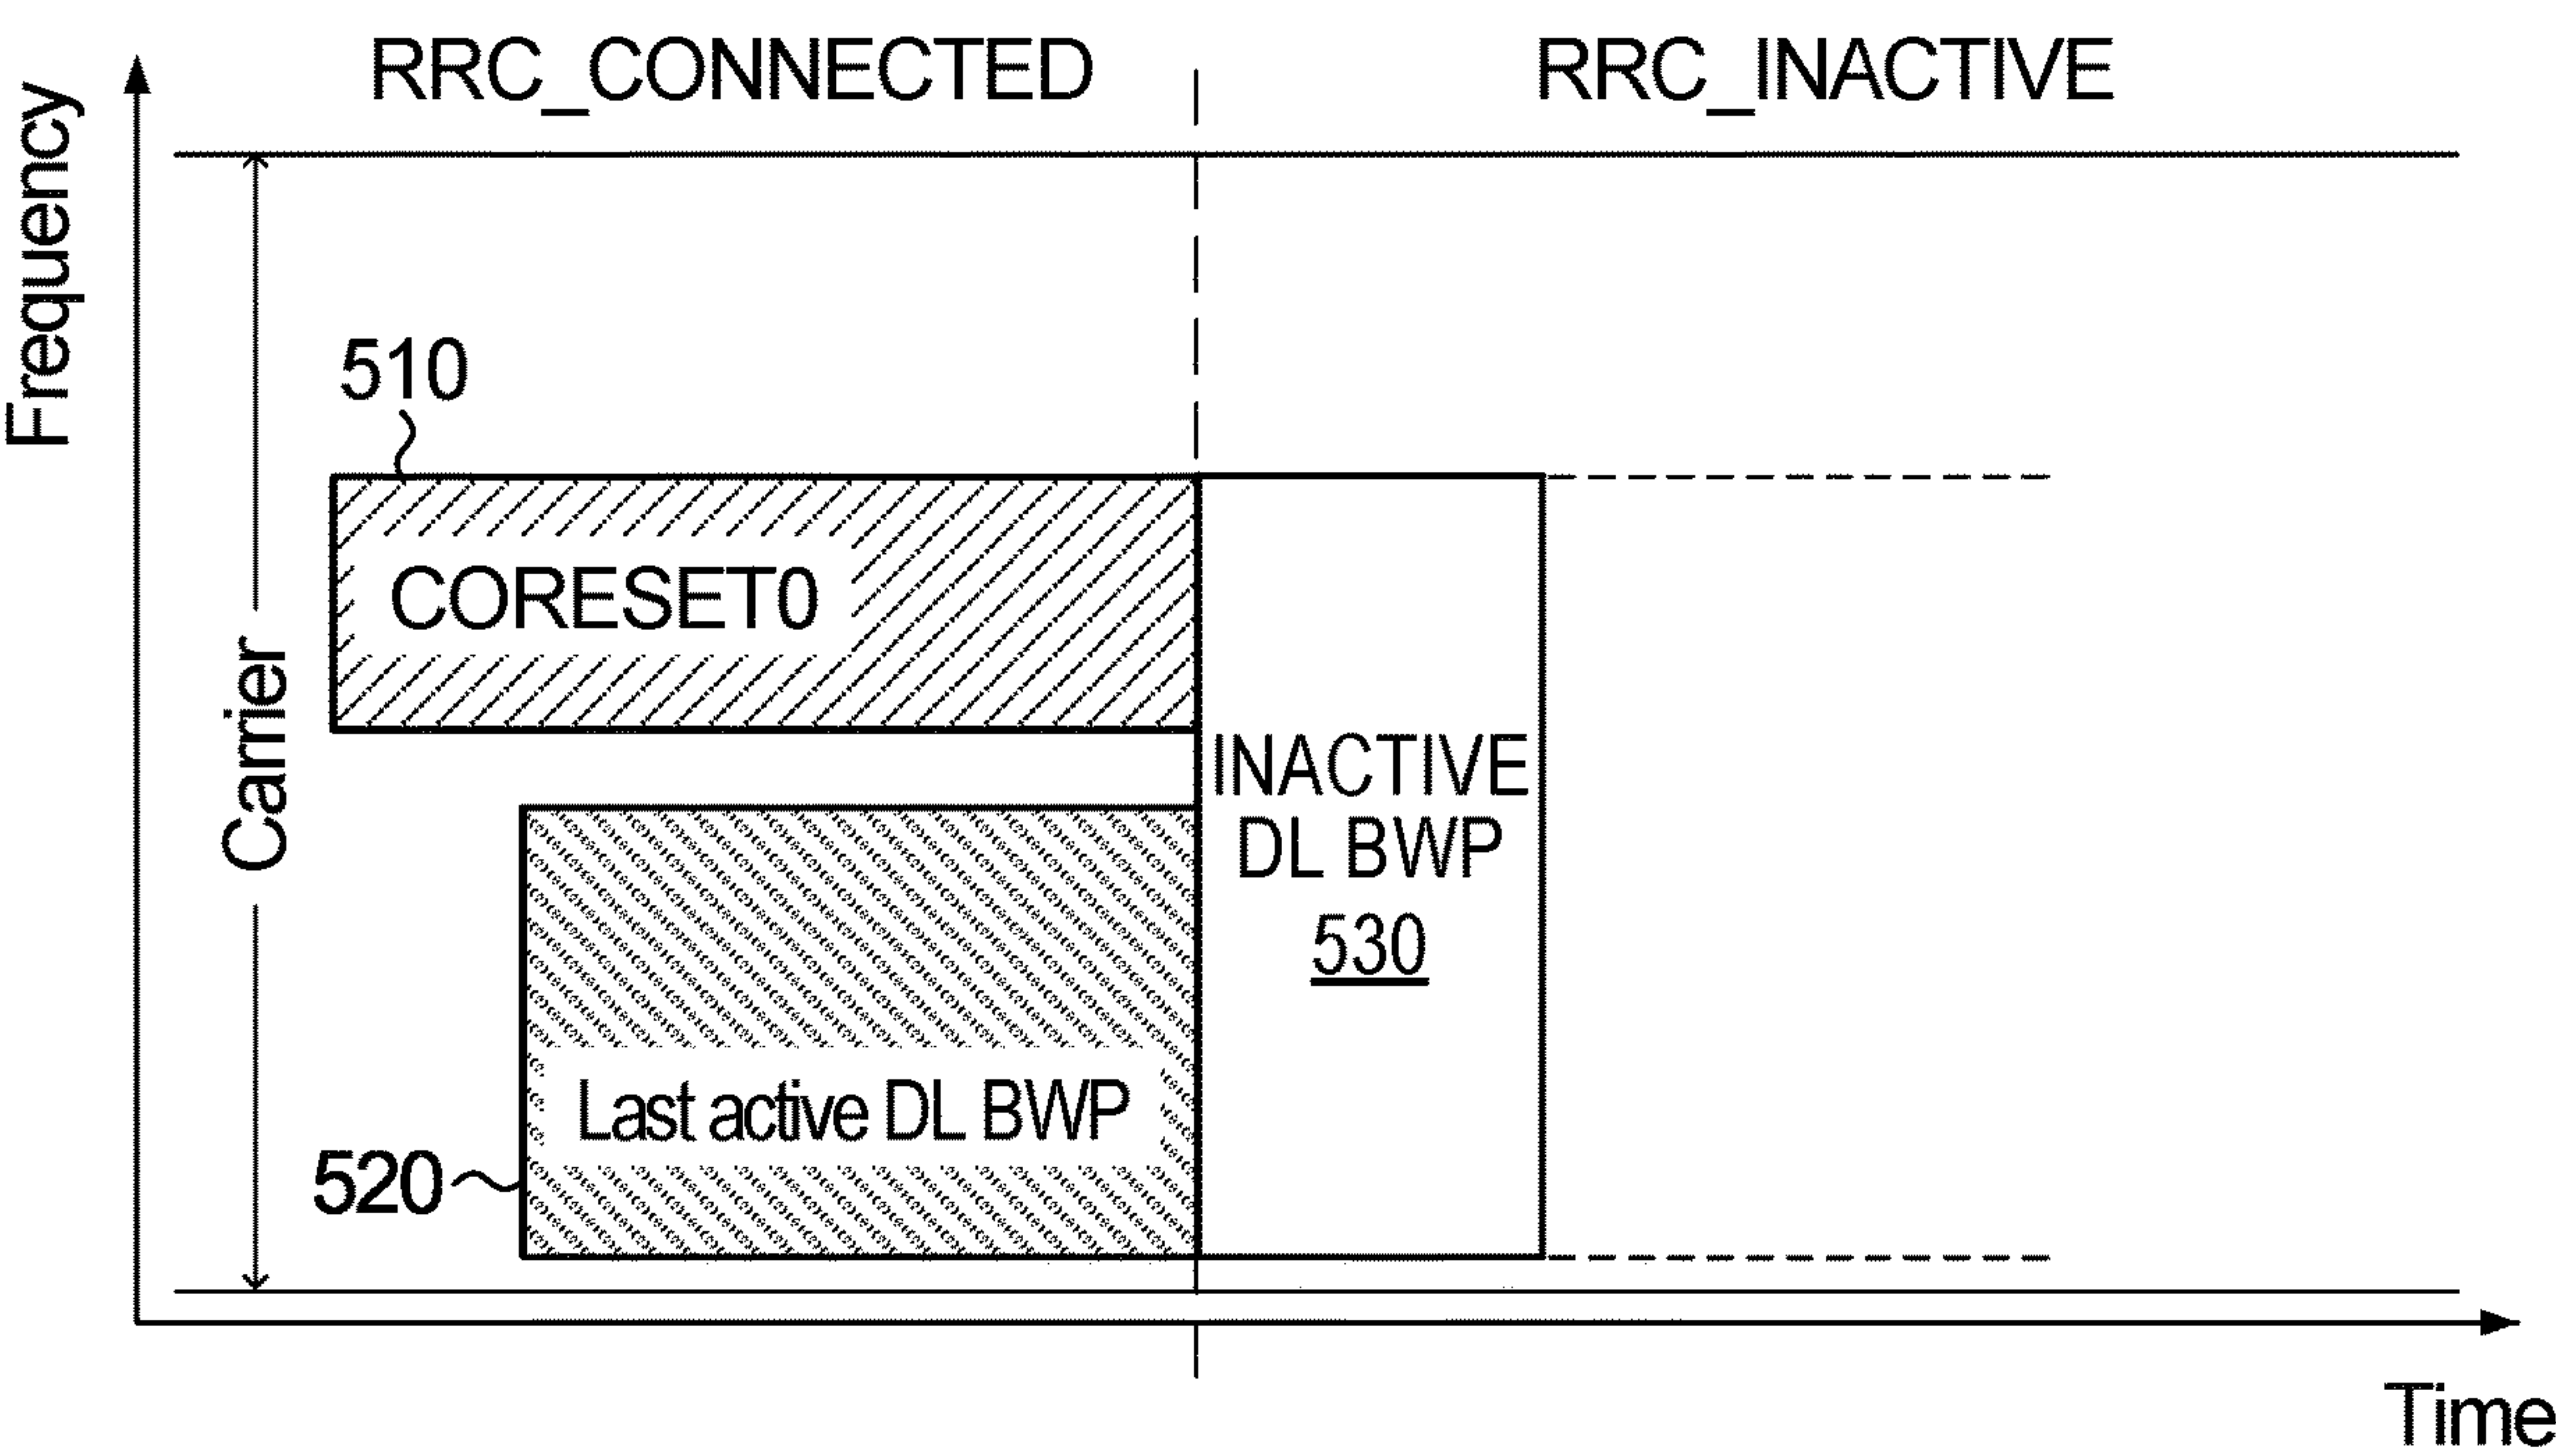 RRC_CONNECTED
RRC_INACTIVE
Frequency
510
CORESET0
Carrier
INACTIVE
DL BWP
530
Last active DL BWP
520
Time